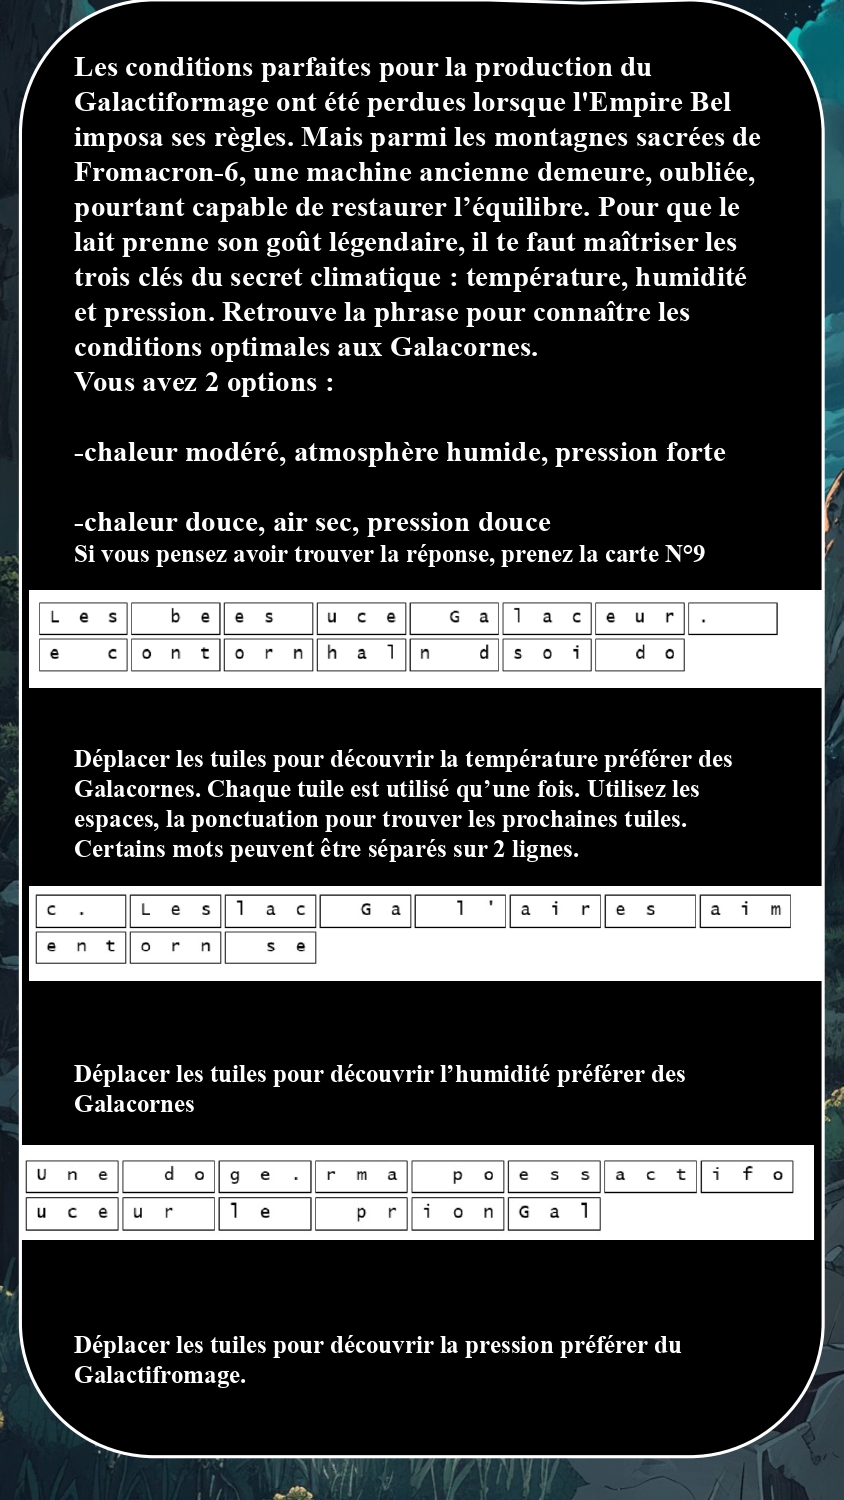 Les conditions parfaites pour la production du
Galactiformage ont été perdues lorsque l'Empire Bel
imposa ses règles. Mais parmi les montagnes sacrées de
Fromacron-6, une machine ancienne demeure, oubliée,
pourtant capable de restaurer l’équilibre. Pour que le
lait prenne son goût légendaire, il te faut maîtriser les
trois clés du secret climatique : température, humidité
et pression. Retrouve la phrase pour connaître les
conditions optimales aux Galacornes.
Vous avez 2 options :
-chaleur modéré, atmosphère humide, pression forte
-chaleur douce, air sec, pression douce
Si vous pensez avoir trouver la réponse, prenez la carte N°9
Les  be es  uce  Ga lac eur .
e c ont orn hal n d soi  do
Déplacer les tuiles pour découvrir la température préférer des
Galacornes. Chaque tuile est utilisé qu’une fois. Utilisez les
espaces, la ponctuation pour trouver les prochaines tuiles.
Certains mots peuvent être séparés sur 2 lignes.
c. Les lac  Ga  l' air es  aim
ent orn  se
Déplacer les tuiles pour découvrir l’humidité préférer des
Galacornes
Une  do ge. rma  po ess act ifo
uce ur  le  pr ion Gal
Déplacer les tuiles pour découvrir la pression préférer du
Galactifromage.